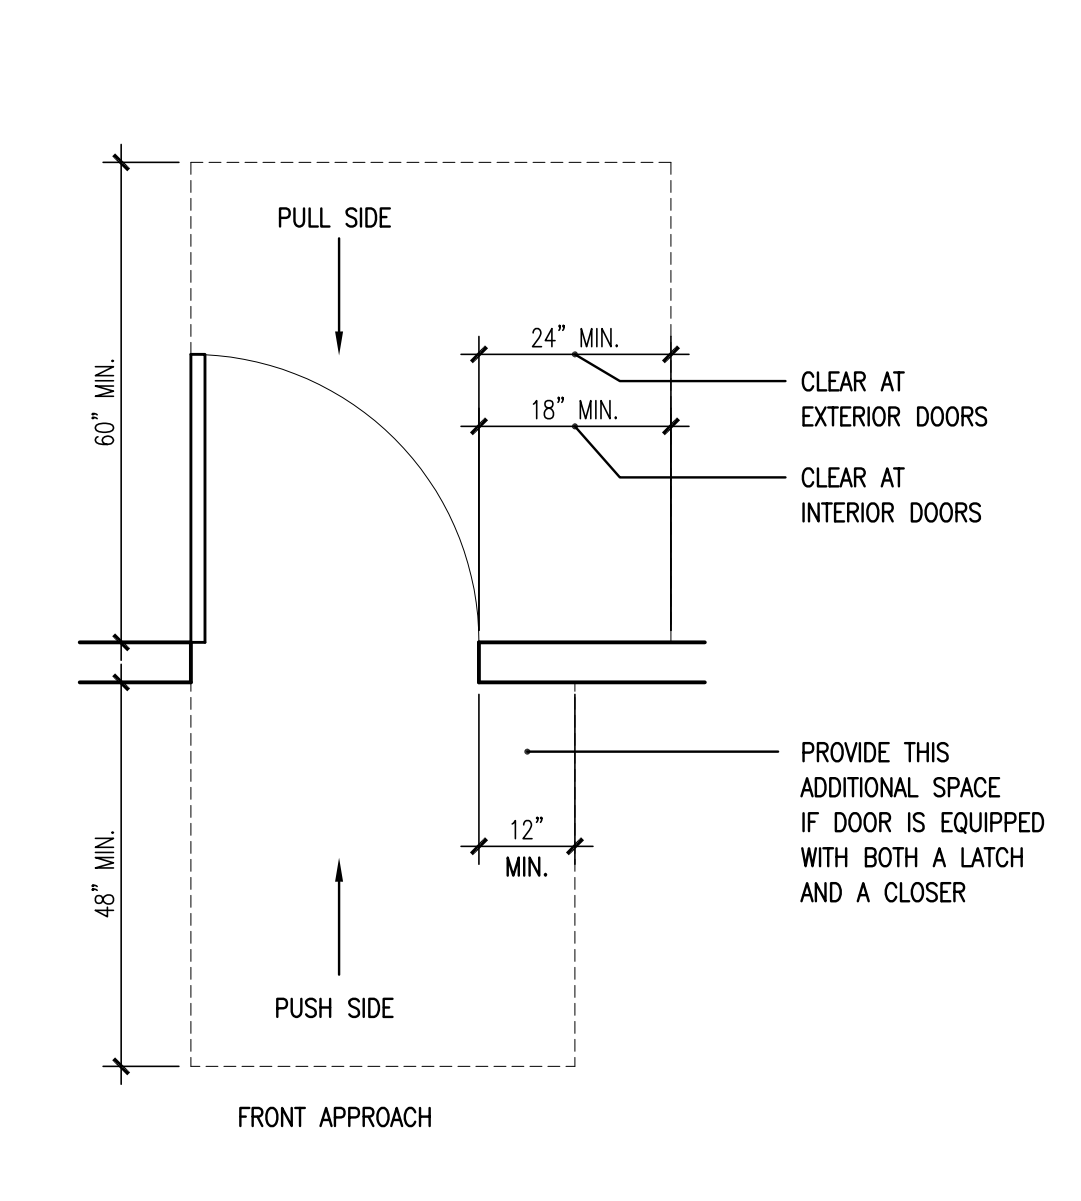 PULL SIDE
24” MIN.
CLEAR AT
EXTERIOR DOORS
18” MIN.
CLEAR AT
INTERIOR DOORS
60” MIN.
PROVIDE THIS
ADDITIONAL SPACE
IF DOOR IS EQUIPPED
WITH BOTH A LATCH
AND A CLOSER
12”
MIN.
48” MIN.
PUSH SIDE
FRONT APPROACH